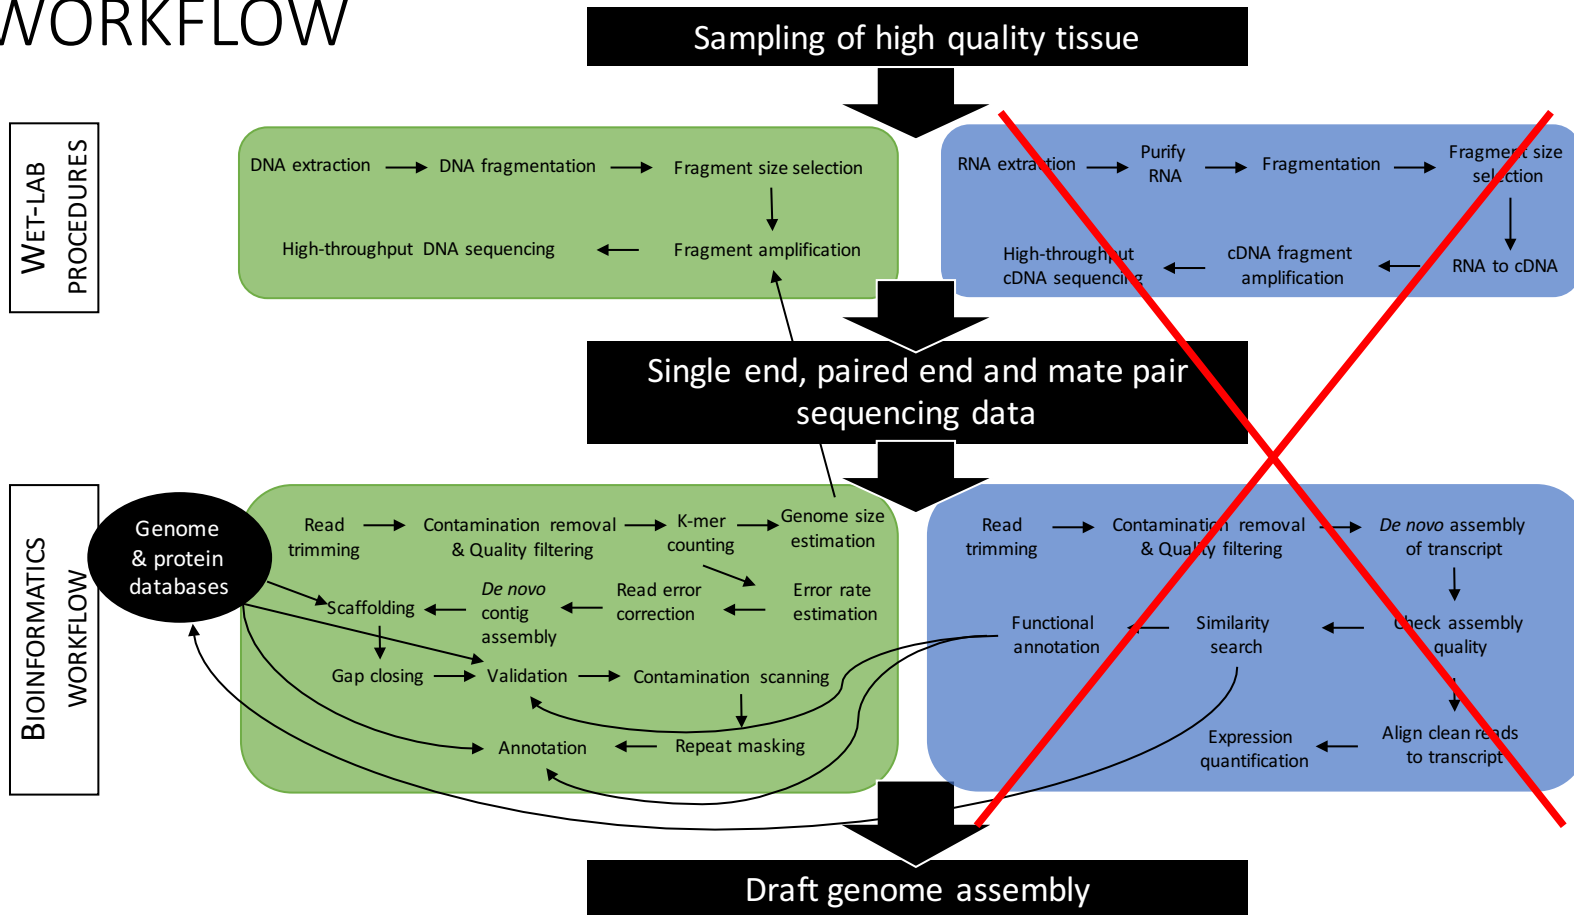 WORKFLOW
Sampling of high quality tissue
WET-LAB
PROCEDURES
DNA extraction
DNA fragmentation
Fragment size selection
High-throughput DNA sequencing
Fragment amplification
RNA extraction
Purify
RNA
Fragmentation
Fragment size
selection
High-throughput
cDNA sequencing
cDNA fragment
amplification
RNA to cDNA
Single end, paired end and mate pair
sequencing data
BIOINFORMATICS
WORKFLOW
Genome
& protein
databases
Read
trimming
Contamination removal
& Quality filtering
K-mer
counting
Genome size
estimation
Scaffolding
De novo
contig
assembly
Read error
correction
Error rate
estimation
Gap closing
Validation
Contamination scanning
Annotation
Repeat masking
Read
trimming
Contamination removal
& Quality filtering
De novo assembly
of transcript
Functional
annotation
Similarity
search
Check assembly
quality
Expression
quantification
Align clean reads
to transcript
Draft genome assembly